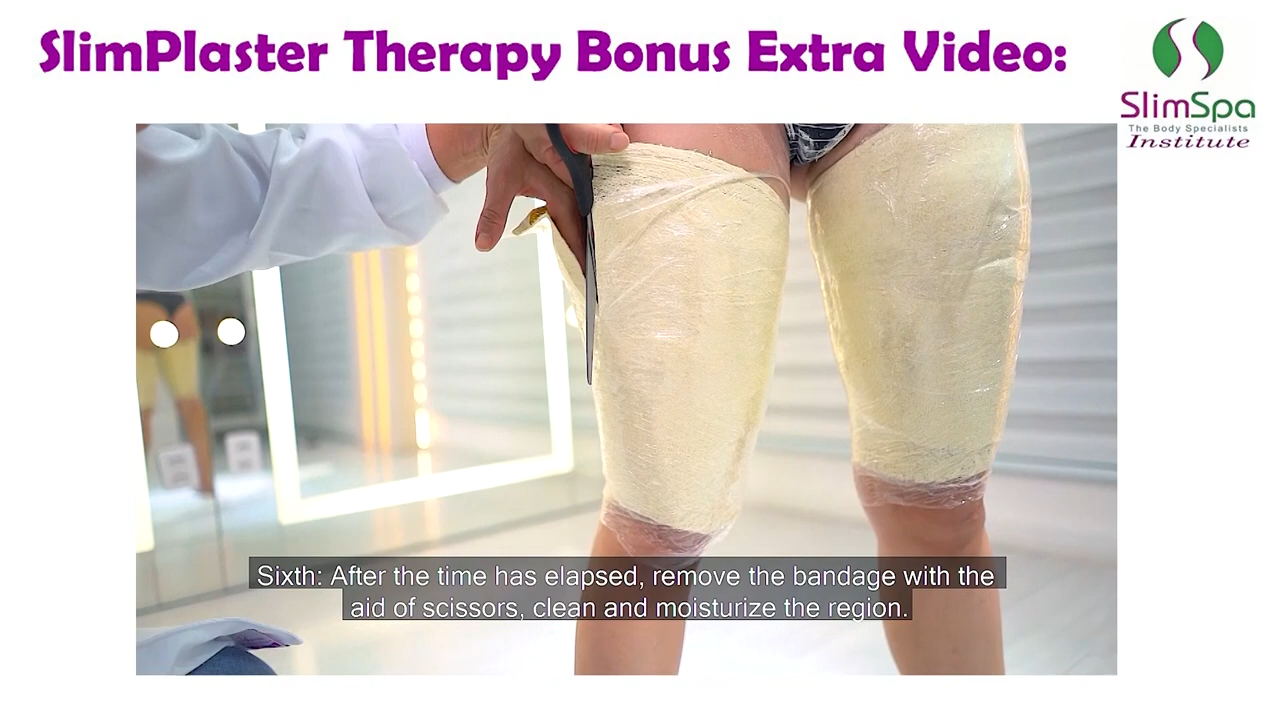 SlimPlaster Therapy Bonus Extra Video:
SlimSpa
The Body Specialists
Institute
Sixth: After the time has elapsed, remove the bandage with the
aid of scissors, clean and moisturize the region.